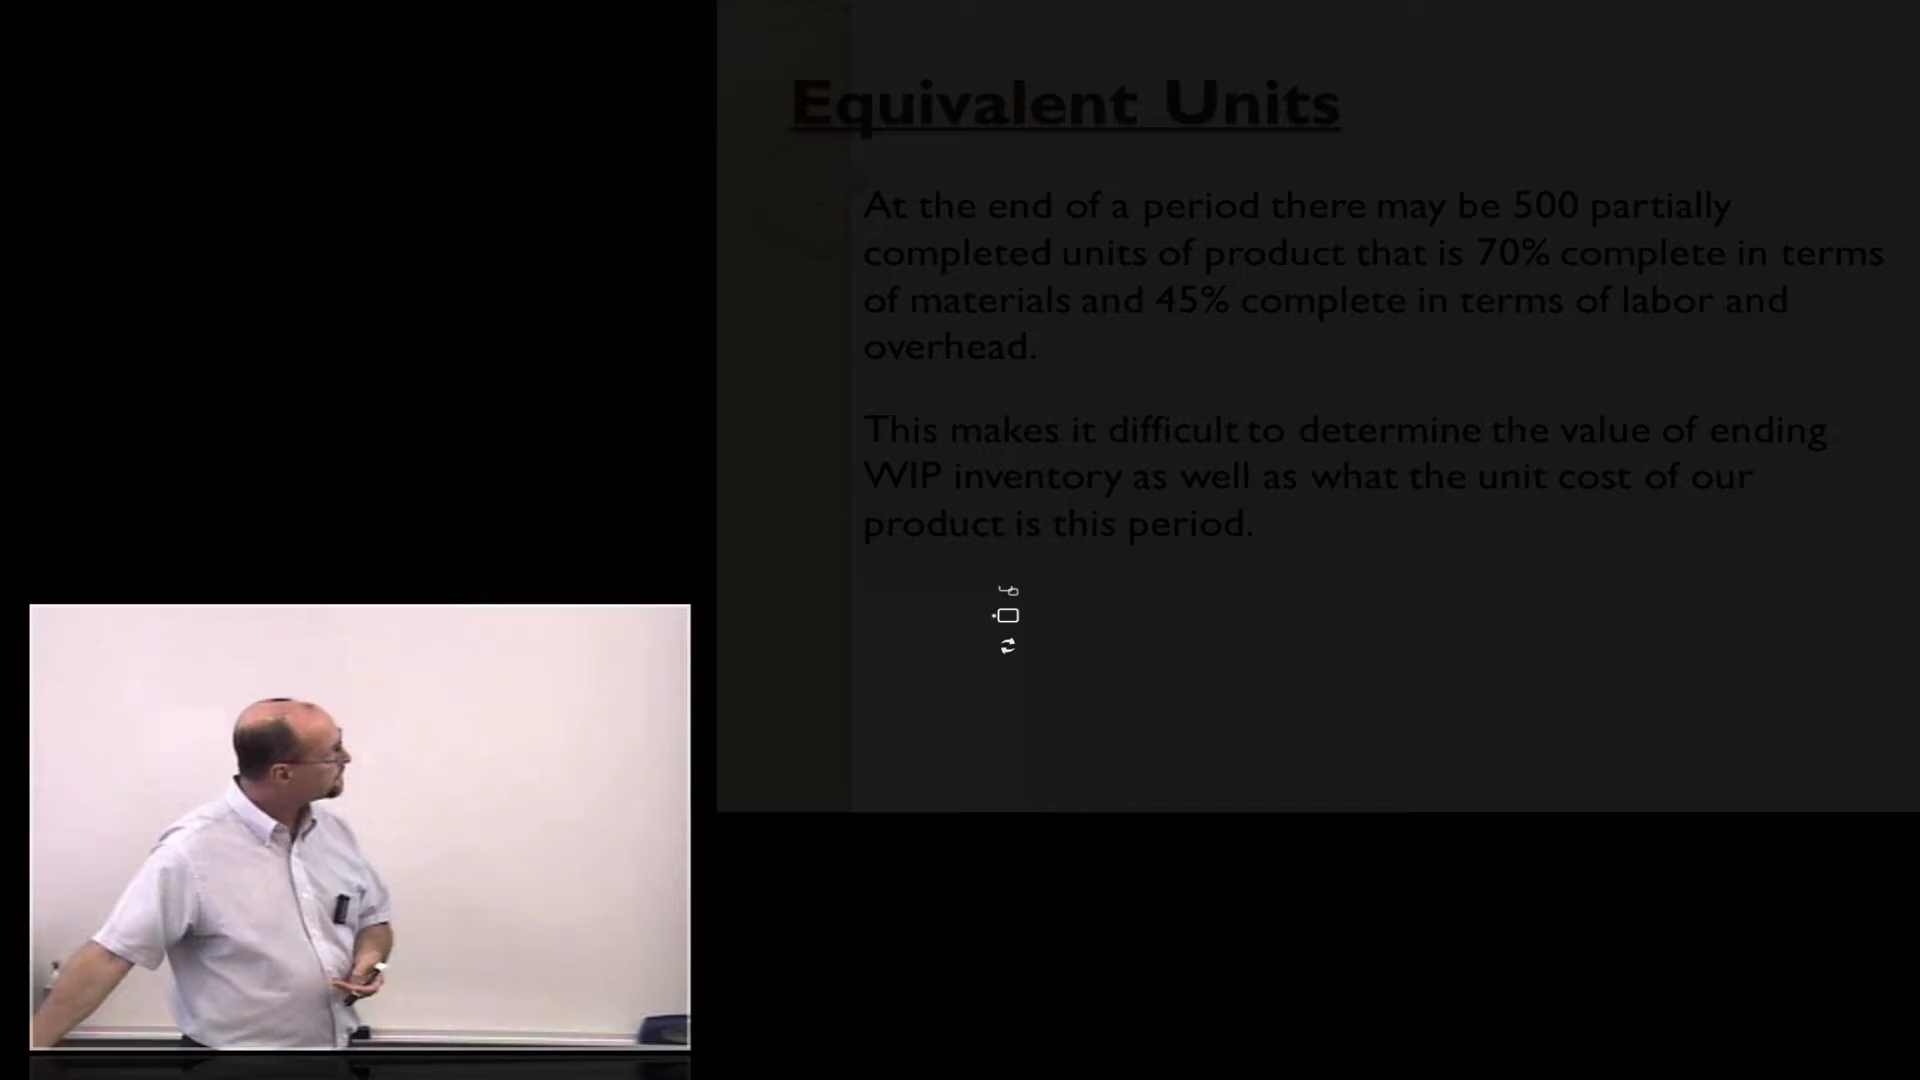 Equivalent Units
At the end of a period there may be 500 partially
completed units of product that is 70% complete in terms
of materials and 45% complete in terms of labor and
overhead.
This makes it difficult to determine the value of ending
WIP inventory as well as what the unit cost of our
product is this period.